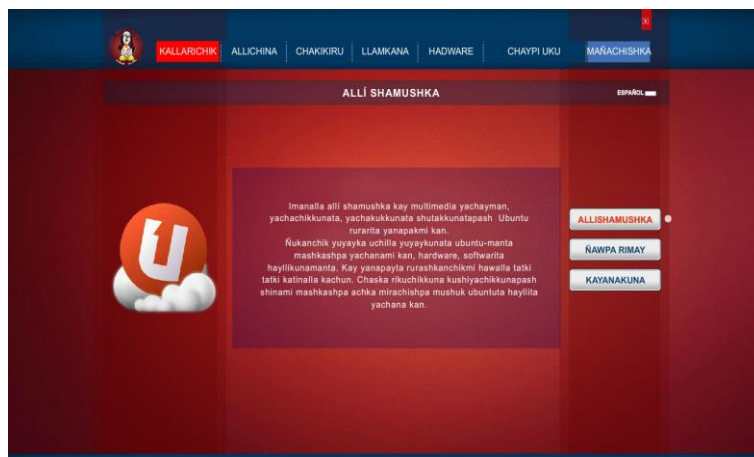 x
KALLARICHIK ALLICHINA CHAKIKIRU LLAMKANA HADWARE CHAYPI UKU MAÑACHISHKA
ALLÍ SHAMUSHKA
ESPAÑOL
Imanalla allí shamushka kay multimedia yachayman,
yachachikkunata, yachakukkunata shutakkunatapash Ubuntu
rurarita yanapakmi kan.
Ñukanchik yuyayka uchilla yuyaykunata ubuntu-manta
mashkashpa yachanami kan, hardware, softwarita
hayllikunamanta. Kay yanapayta rurashkanchikmi hawalla tatki
tatki katinalla kachun. Chaska rikuchikkuna kushiyachikkunapash
shinami mashkashpa achka mirachishpa mushuk ubuntuta hayllita
yachana kan.
ALLISHAMUSHKA
ÑAWPA RIMAY
KAYANAKUNA